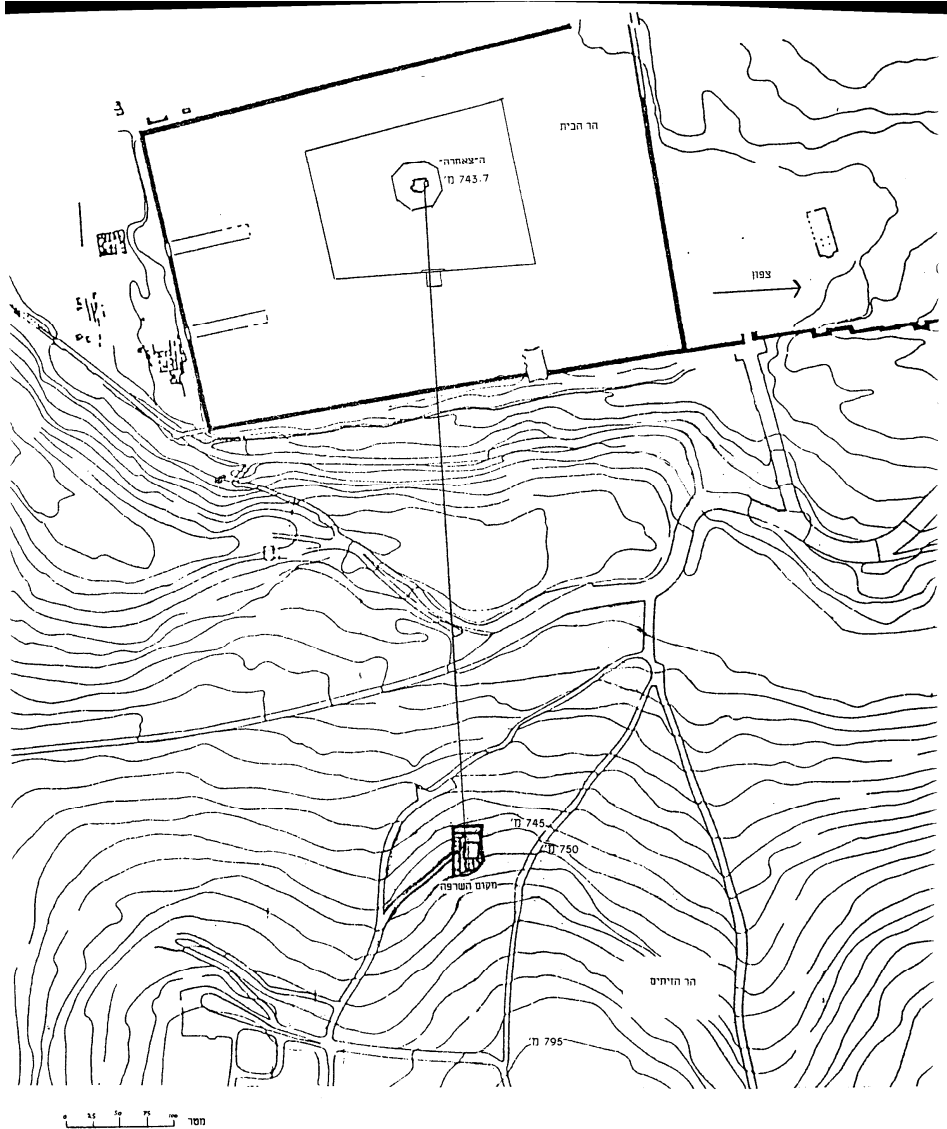 הר הבית
ה״צאחרה״
743.7 מ'
צפון
745 מ'
750 מ'
מקום השרפה
הר הזיתים
795 מ'
0 25 50 75 100 מטר